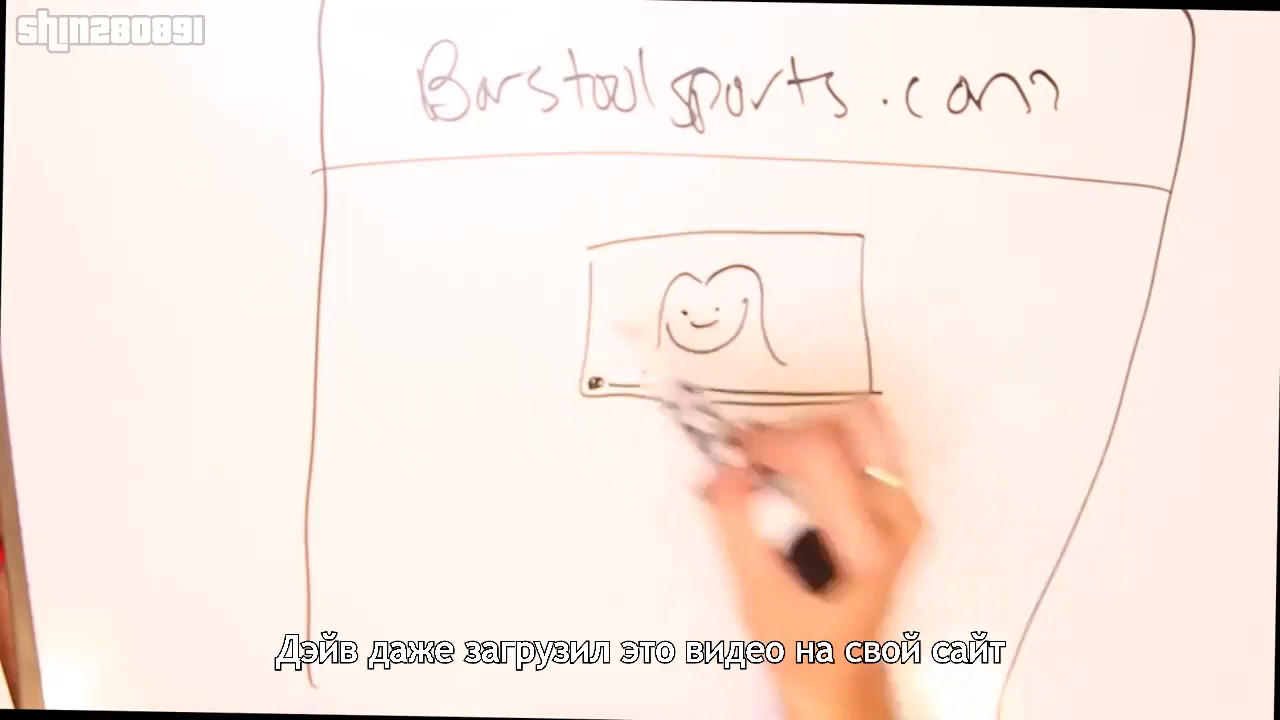 shin280891
Barstoolsports.com
Дэйв даже загрузил это видео на свой сайт